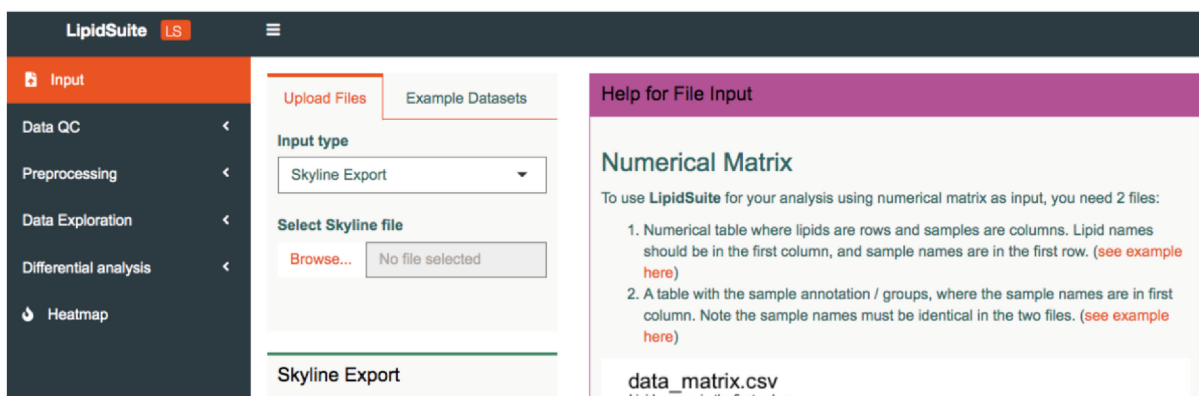 LipidSuite LS
Input
Data QC
Preprocessing
Data Exploration
Differential analysis
Heatmap
Upload Files Example Datasets
Input type
Skyline Export
Select Skyline file
Browse... No file selected
Skyline Export
Help for File Input
Numerical Matrix
To use LipidSuite for your analysis using numerical matrix as input, you need 2 files:
1. Numerical table where lipids are rows and samples are columns. Lipid names
should be in the first column, and sample names are in the first row. (see example
here)
2. A table with the sample annotation / groups, where the sample names are in first
column. Note the sample names must be identical in the two files. (see example
here)
data_matrix.csv